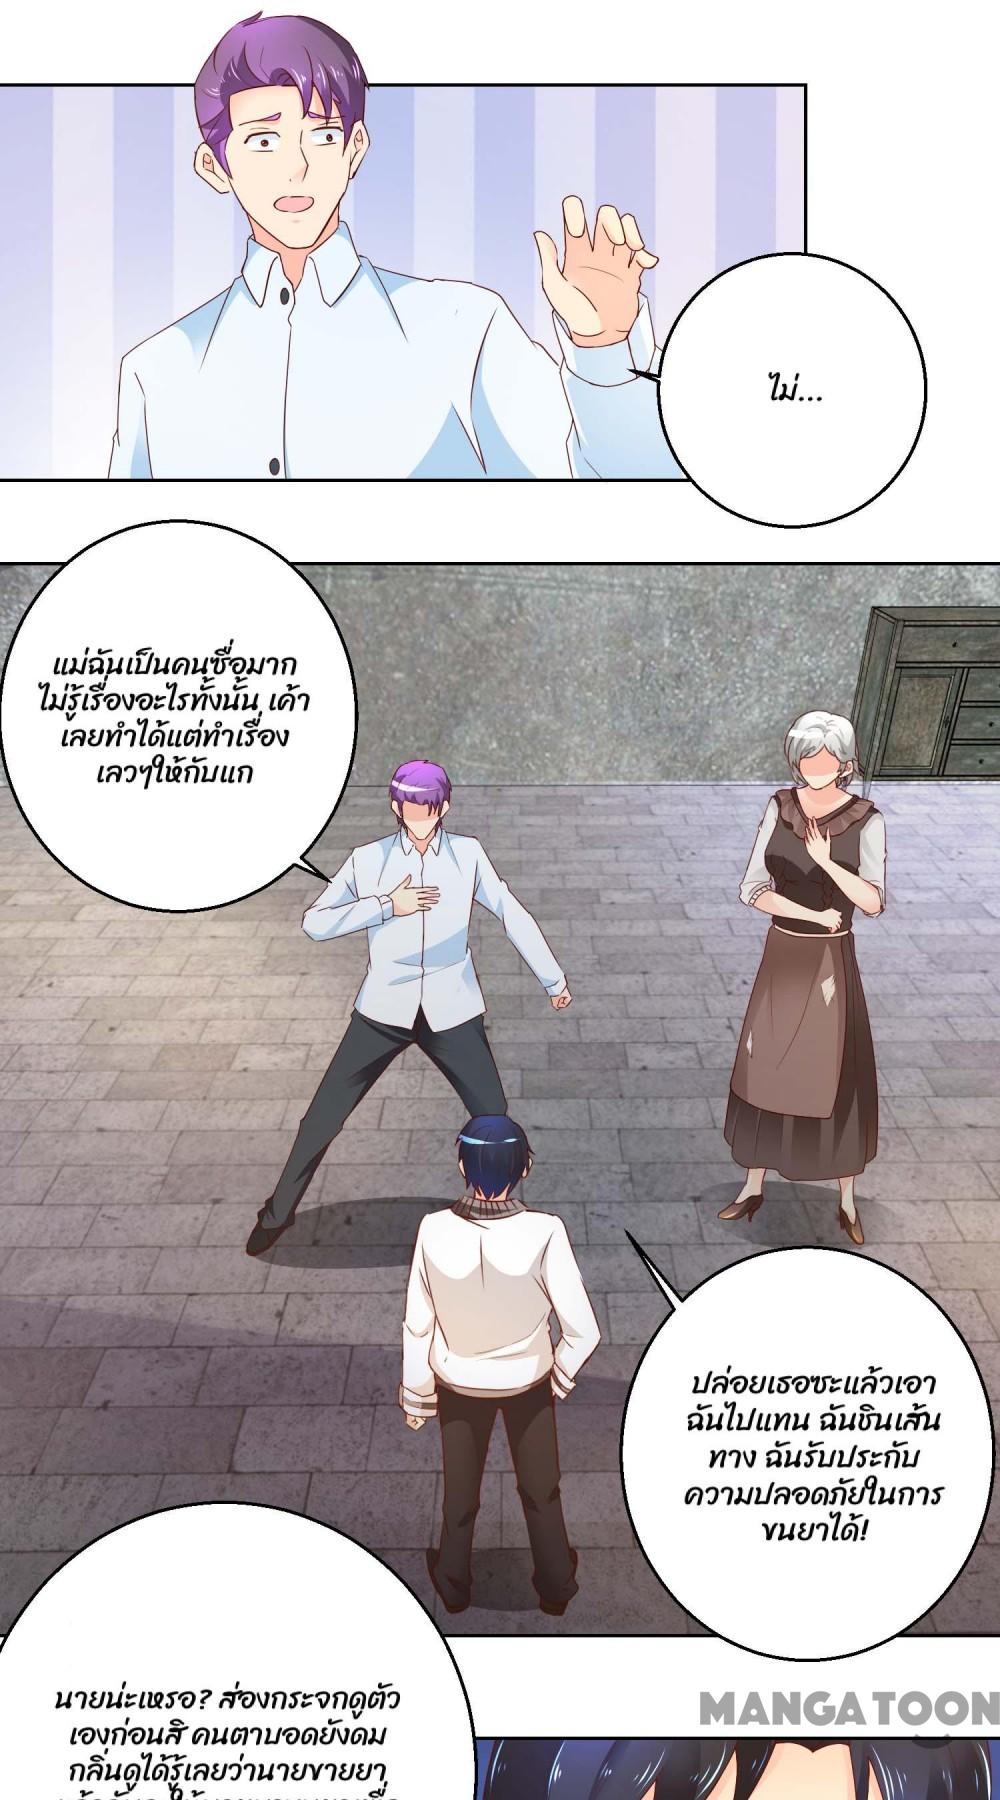 ไม่...
แม่ฉันเป็นคนซื่อมาก
ไม่รู้เรื่องอะไรทั้งนั้น เค้า
เลยทำได้แต่ทำเรื่อง
เลวๆให้กับแก
ปล่อยเธอซะแล้วเอา
ฉันไปแทน ฉันชินเส้น
ทาง ฉันรับประกับ
ความปลอดภัยในการ
ขนยาได้!
นายน่ะเหรอ? ส่องกระจกดูตัว
เองก่อนสิ คนตาบอดยังดม
กลิ่นดูได้รู้เลยว่านายขายยา
MANGATOON